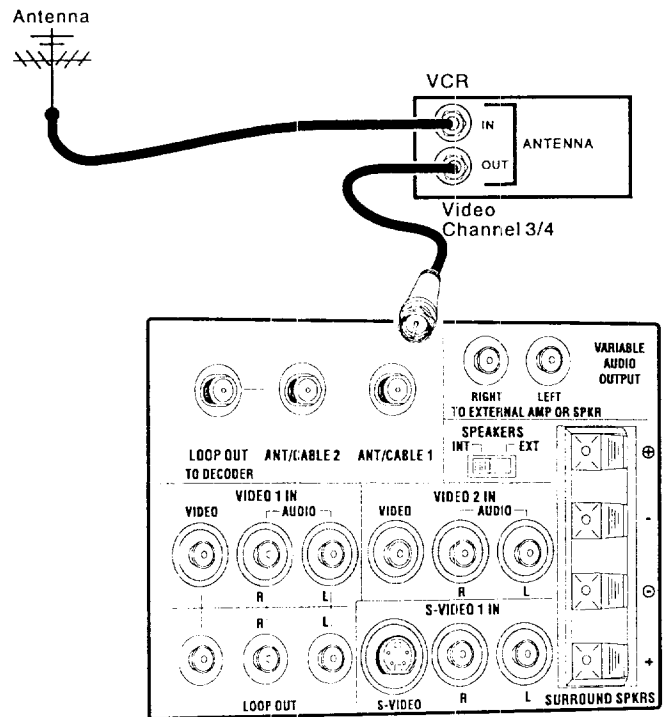 Antenna
VCR
IN
OUT
ANTENNA
Video
Channel 3/4
VARIABLE
AUDIO
OUTPUT
RIGHT LEFT
TO EXTERNAL AMP OR SPKR
SPEAKERS
INT EXT
LOOP OUT ANT/CABLE 2 ANT/CABLE 1
TO DECODER
VIDEO 1 IN VIDEO 2 IN
VIDEO AUDIO VIDEO AUDIO
R L R L
R L S-VIDEO 1 IN
LOOP OUT S-VIDEO R L SURROUND SPKRS
+
-
-
+